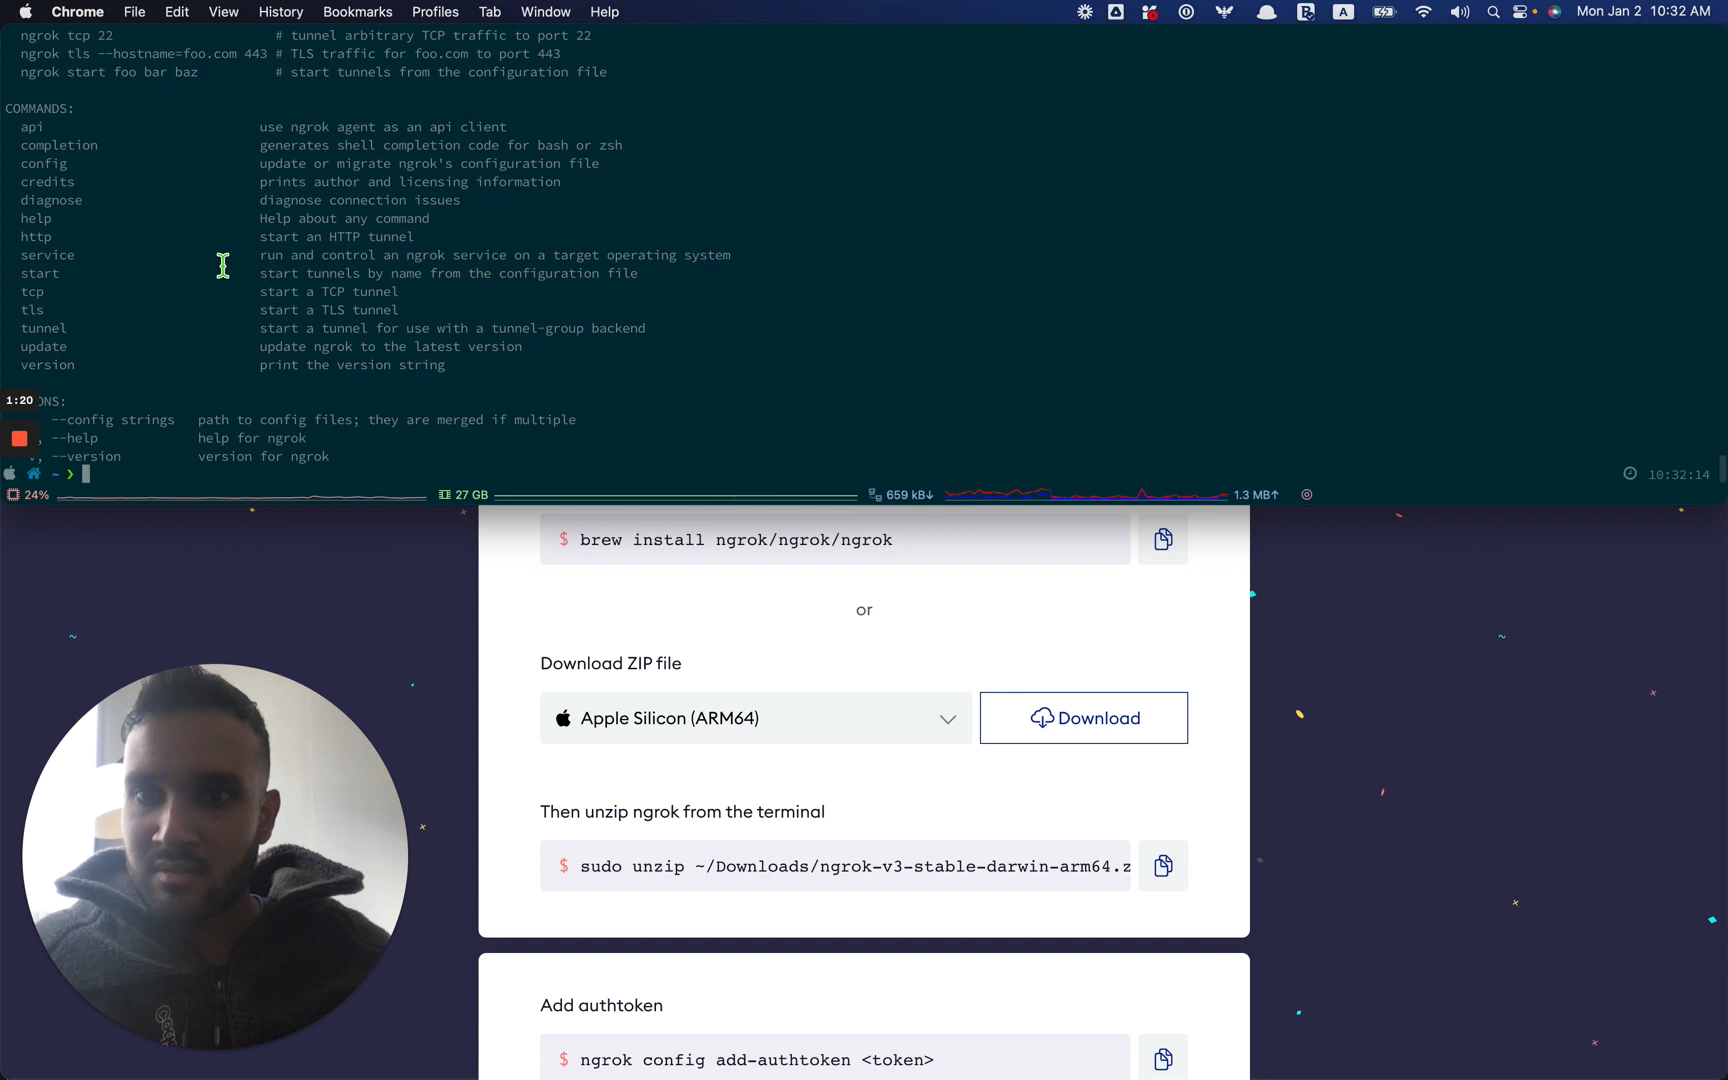 Chrome File Edit View History Bookmarks Profiles Tab Window Help A Mon Jan 2 10:32 AM
ngrok tcp 22 # tunnel arbitrary TCP traffic to port 22
ngrok tls --hostname=foo.com 443 # TLS traffic for foo.com to port 443
ngrok start foo bar baz # start tunnels from the configuration file
COMMANDS:
api use ngrok agent as an api client
completion generates shell completion code for bash or zsh
config update or migrate ngrok's configuration file
credits prints author and licensing information
diagnose diagnose connection issues
help Help about any command
http start an HTTP tunnel
service run and control an ngrok service on a target operating system
start start tunnels by name from the configuration file
tcp start a TCP tunnel
tls start a TLS tunnel
tunnel start a tunnel for use with a tunnel-group backend
update update ngrok to the latest version
version print the version string
1:20 ONS:
--config strings path to config files; they are merged if multiple
, --help help for ngrok
, --version version for ngrok
~ ❯ 10:32:14
24% 27 GB 659 kB↓ 1.3 MB↑
$ brew install ngrok/ngrok/ngrok
or
Download ZIP file
Apple Silicon (ARM64) Download
Then unzip ngrok from the terminal
$ sudo unzip ~/Downloads/ngrok-v3-stable-darwin-arm64.z
Add authtoken
$ ngrok config add-authtoken <token>